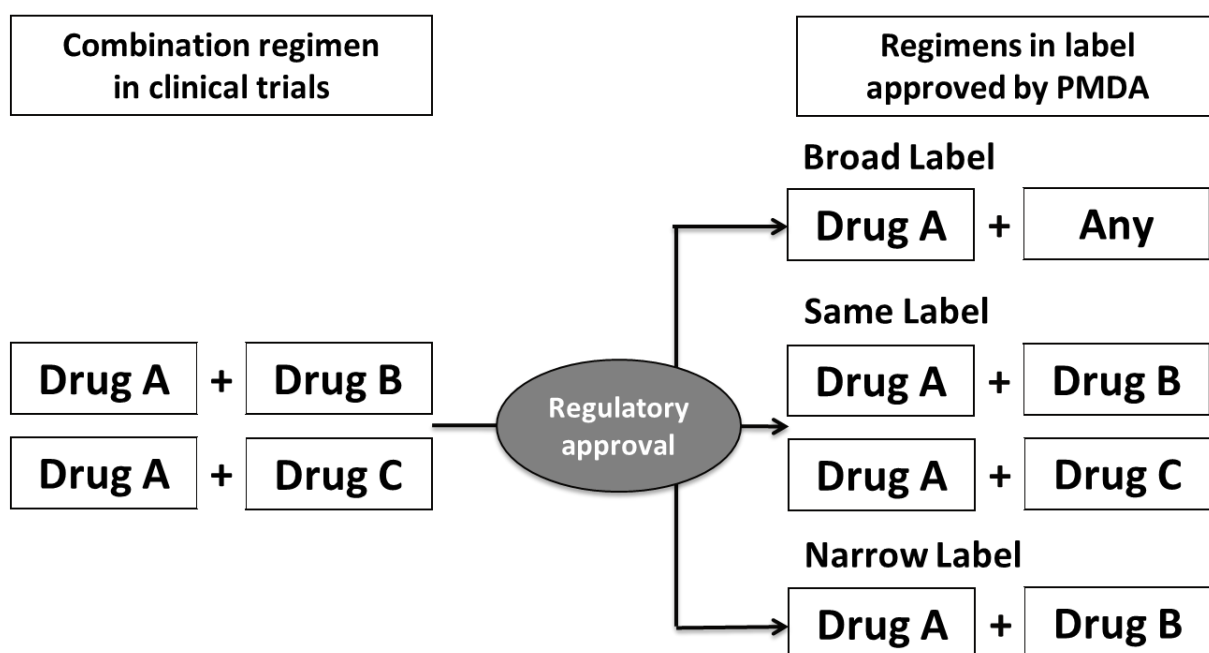 Combination regimen
in clinical trials
Regimens in label
approved by PMDA
Broad Label
Drug A + Any
Same Label
Drug A + Drug B
Drug A + Drug B
Regulatory
approval
Drug A + Drug C
Drug A + Drug C
Narrow Label
Drug A + Drug B